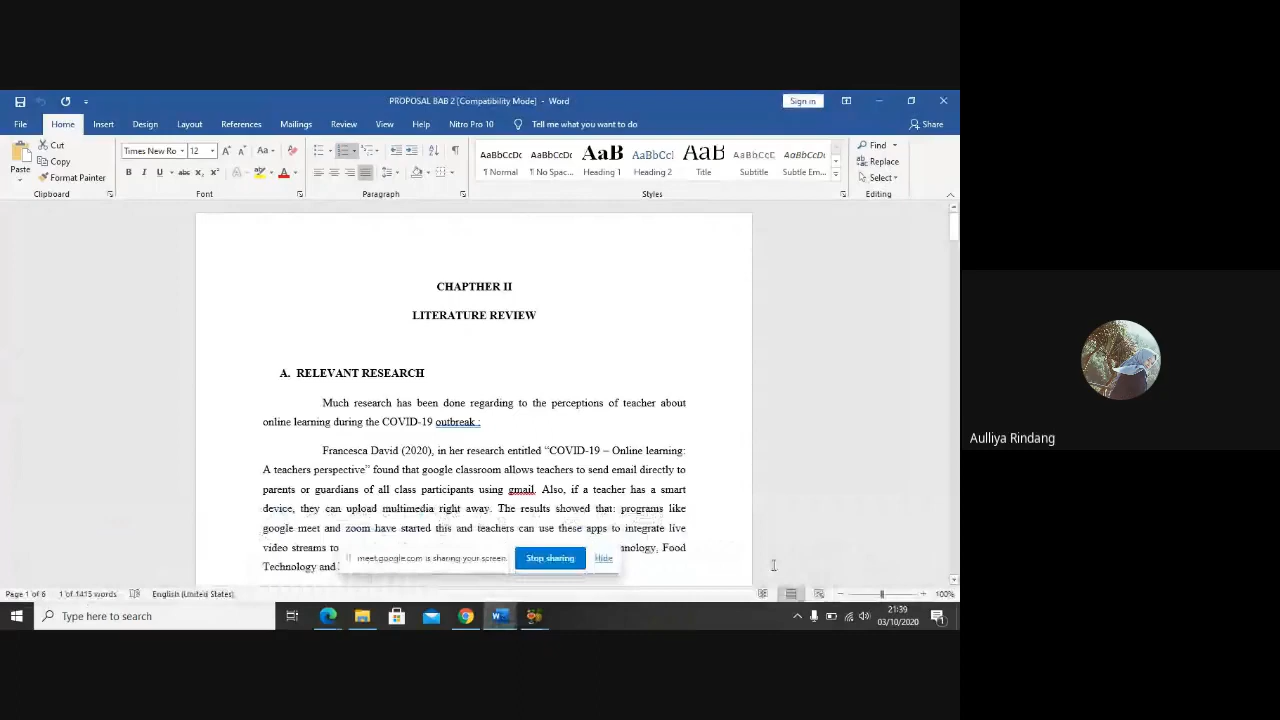 PROPOSAL BAB 2 [Compatibility Mode] - Word
Sign in
File Home Insert Design Layout References Mailings Review View Help Nitro Pro 10 Tell me what you want to do Share
Paste
Cut
Copy
Format Painter
Clipboard
Times New Ro 12
Font
Paragraph
AaBbCcDc AaBbCcDc AaBb AaBbCcI AaB AaBbCcD AaBbCcDc
¶ Normal ¶ No Spac... Heading 1 Heading 2 Title Subtitle Subtle Em...
Styles
Find
Replace
Select
Editing
CHAPTHER II
LITERATURE REVIEW
A. RELEVANT RESEARCH
Much research has been done regarding to the perceptions of teacher about
online learning during the COVID-19 outbreak :
Francesca David (2020), in her research entitled “COVID-19 – Online learning:
A teachers perspective” found that google classroom allows teachers to send email directly to
parents or guardians of all class participants using gmail. Also, if a teacher has a smart
device, they can upload multimedia right away. The results showed that: programs like
google meet and zoom have started this and teachers can use these apps to integrate live
video streams to nology, Food
Technology and
meet.google.com is sharing your screen.
Stop sharing
Hide
Page 1 of 6 1 of 1415 words English (United States) 100%
Type here to search
21:39
03/10/2020
Aulliya Rindang